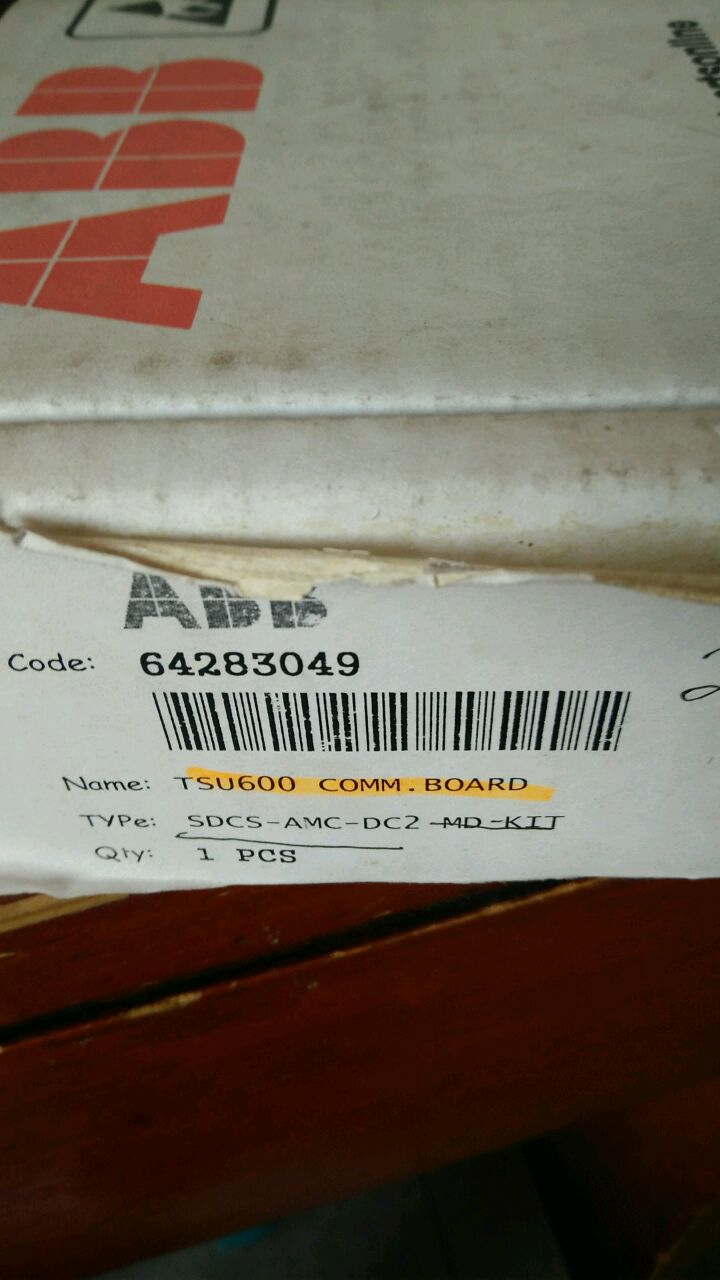 ABB
ABB
Code: 64283049
Name: TSU600 COMM.BOARD
TYPe: SDCS-AMC-DC2 MD-KIT
Qty: 1 PCS